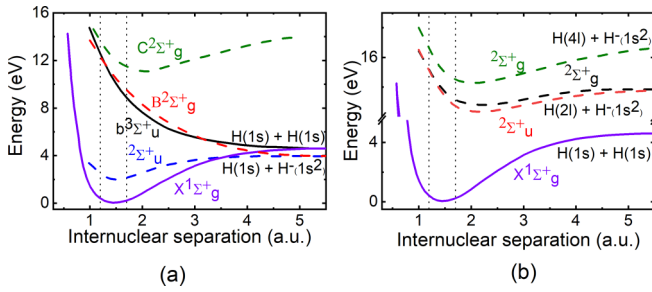 16
12
8
4
0
Energy (eV)
C²Σ⁺g
B²Σ⁺g
b³Σ⁺u
²Σ⁺u
X¹Σ⁺g
H(1s) + H(1s)
H(1s) + H⁻(1s²)
1 2 3 4 5
Internuclear separation (a.u.)
(a)
16
4
0
Energy (eV)
H(4l) + H⁻(1s²)
²Σ⁺g
²Σ⁺g
H(2l) + H⁻(1s²)
²Σ⁺u
H(1s) + H(1s)
X¹Σ⁺g
1 2 3 4 5
Internuclear separation (a.u.)
(b)